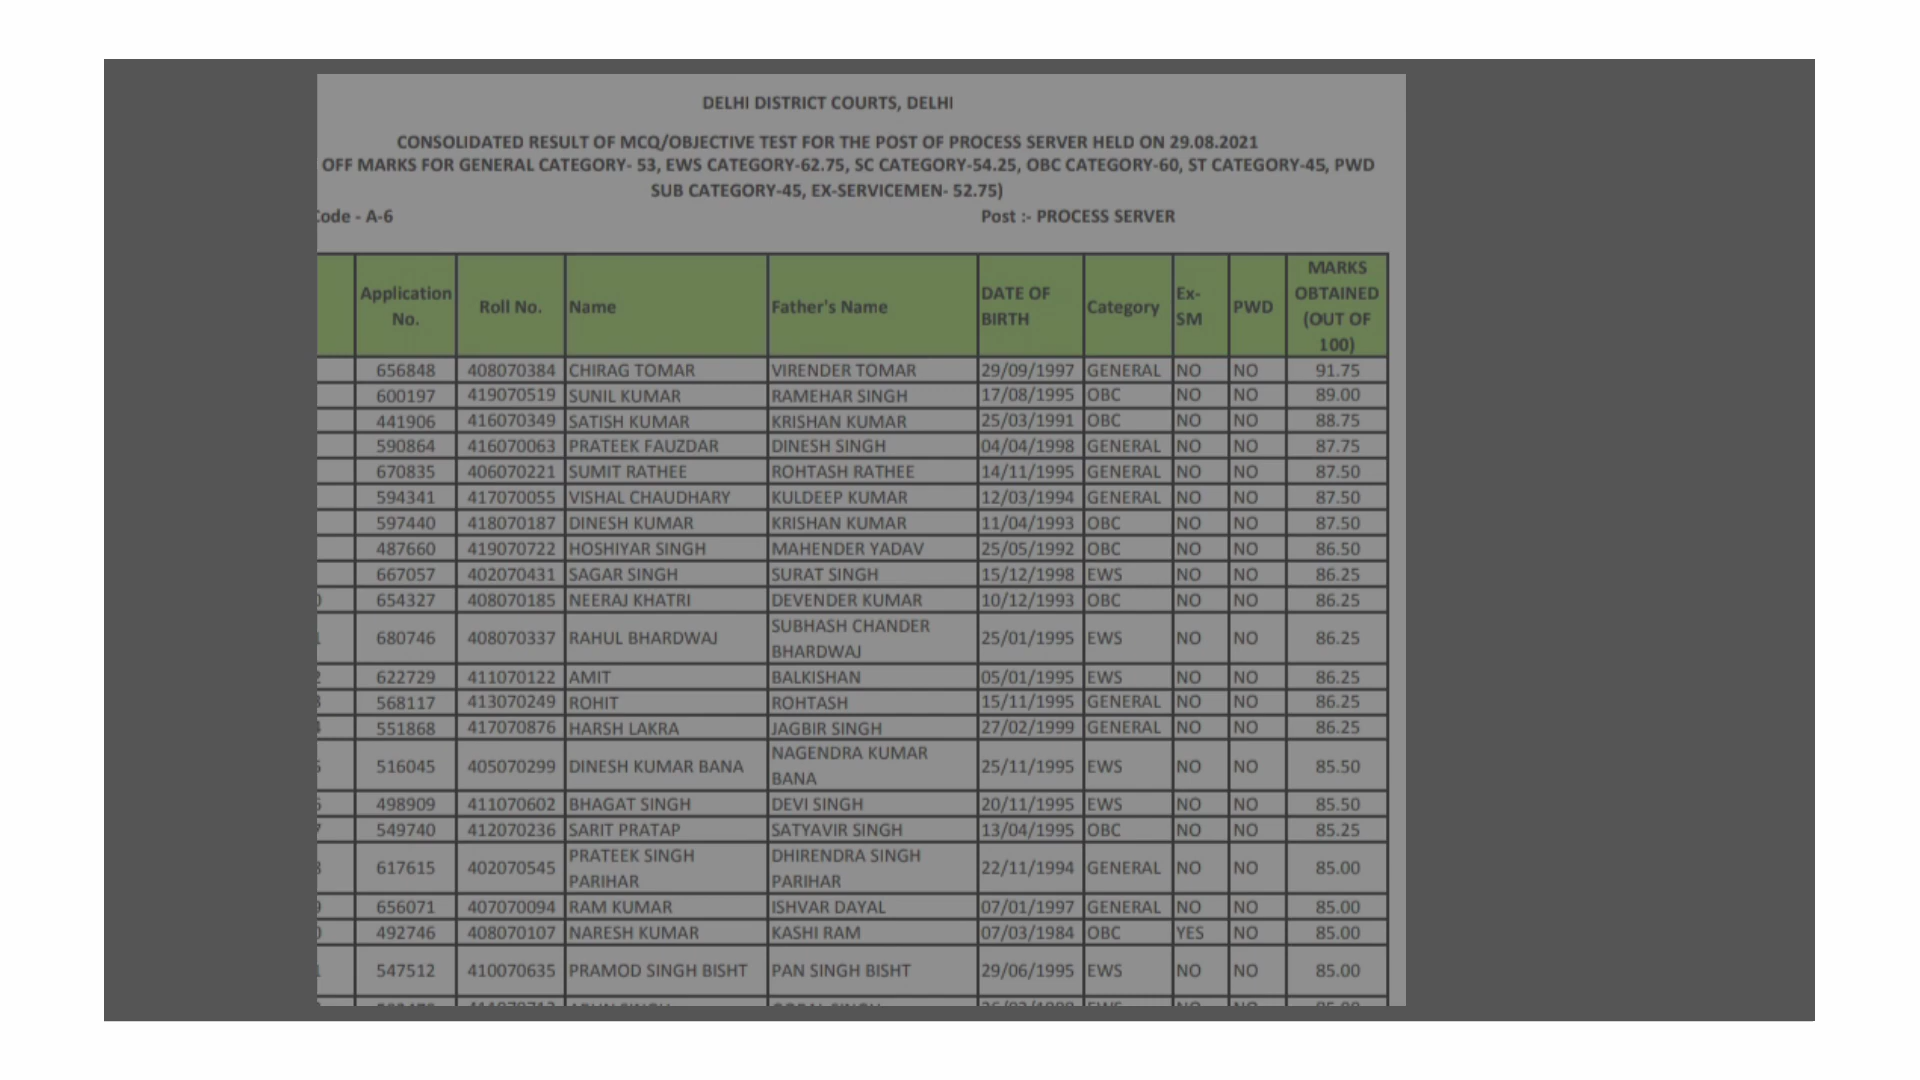 DELHI DISTRICT COURTS, DELHI
CONSOLIDATED RESULT OF MCQ/OBJECTIVE TEST FOR THE POST OF PROCESS SERVER HELD ON 29.08.2021
OFF MARKS FOR GENERAL CATEGORY- 53, EWS CATEGORY-62.75, SC CATEGORY-54.25, OBC CATEGORY-60, ST CATEGORY-45, PWD
SUB CATEGORY-45, EX-SERVICEMEN- 52.75)
Code - A-6 Post :- PROCESS SERVER
Application No. Roll No. Name Father's Name DATE OF BIRTH Category Ex-SM PWD MARKS OBTAINED (OUT OF 100)
656848 408070384 CHIRAG TOMAR VIRENDER TOMAR 29/09/1997 GENERAL NO NO 91.75
600197 419070519 SUNIL KUMAR RAMEHAR SINGH 17/08/1995 OBC NO NO 89.00
441906 416070349 SATISH KUMAR KRISHAN KUMAR 25/03/1991 OBC NO NO 88.75
590864 416070063 PRATEEK FAUZDAR DINESH SINGH 04/04/1998 GENERAL NO NO 87.75
670835 406070221 SUMIT RATHEE ROHTASH RATHEE 14/11/1995 GENERAL NO NO 87.50
594341 417070055 VISHAL CHAUDHARY KULDEEP KUMAR 12/03/1994 GENERAL NO NO 87.50
597440 418070187 DINESH KUMAR KRISHAN KUMAR 11/04/1993 OBC NO NO 87.50
487660 419070722 HOSHIYAR SINGH MAHENDER YADAV 25/05/1992 OBC NO NO 86.50
667057 402070431 SAGAR SINGH SURAT SINGH 15/12/1998 EWS NO NO 86.25
654327 408070185 NEERAJ KHATRI DEVENDER KUMAR 10/12/1993 OBC NO NO 86.25
680746 408070337 RAHUL BHARDWAJ SUBHASH CHANDER BHARDWAJ 25/01/1995 EWS NO NO 86.25
622729 411070122 AMIT BALKISHAN 05/01/1995 EWS NO NO 86.25
568117 413070249 ROHIT ROHTASH 15/11/1995 GENERAL NO NO 86.25
551868 417070876 HARSH LAKRA JAGBIR SINGH 27/02/1999 GENERAL NO NO 86.25
516045 405070299 DINESH KUMAR BANA NAGENDRA KUMAR BANA 25/11/1995 EWS NO NO 85.50
498909 411070602 BHAGAT SINGH DEVI SINGH 20/11/1995 EWS NO NO 85.50
549740 412070236 SARIT PRATAP SATYAVIR SINGH 13/04/1995 OBC NO NO 85.25
617615 402070545 PRATEEK SINGH PARIHAR DHIRENDRA SINGH PARIHAR 22/11/1994 GENERAL NO NO 85.00
656071 407070094 RAM KUMAR ISHVAR DAYAL 07/01/1997 GENERAL NO NO 85.00
492746 408070107 NARESH KUMAR KASHI RAM 07/03/1984 OBC YES NO 85.00
547512 410070635 PRAMOD SINGH BISHT PAN SINGH BISHT 29/06/1995 EWS NO NO 85.00